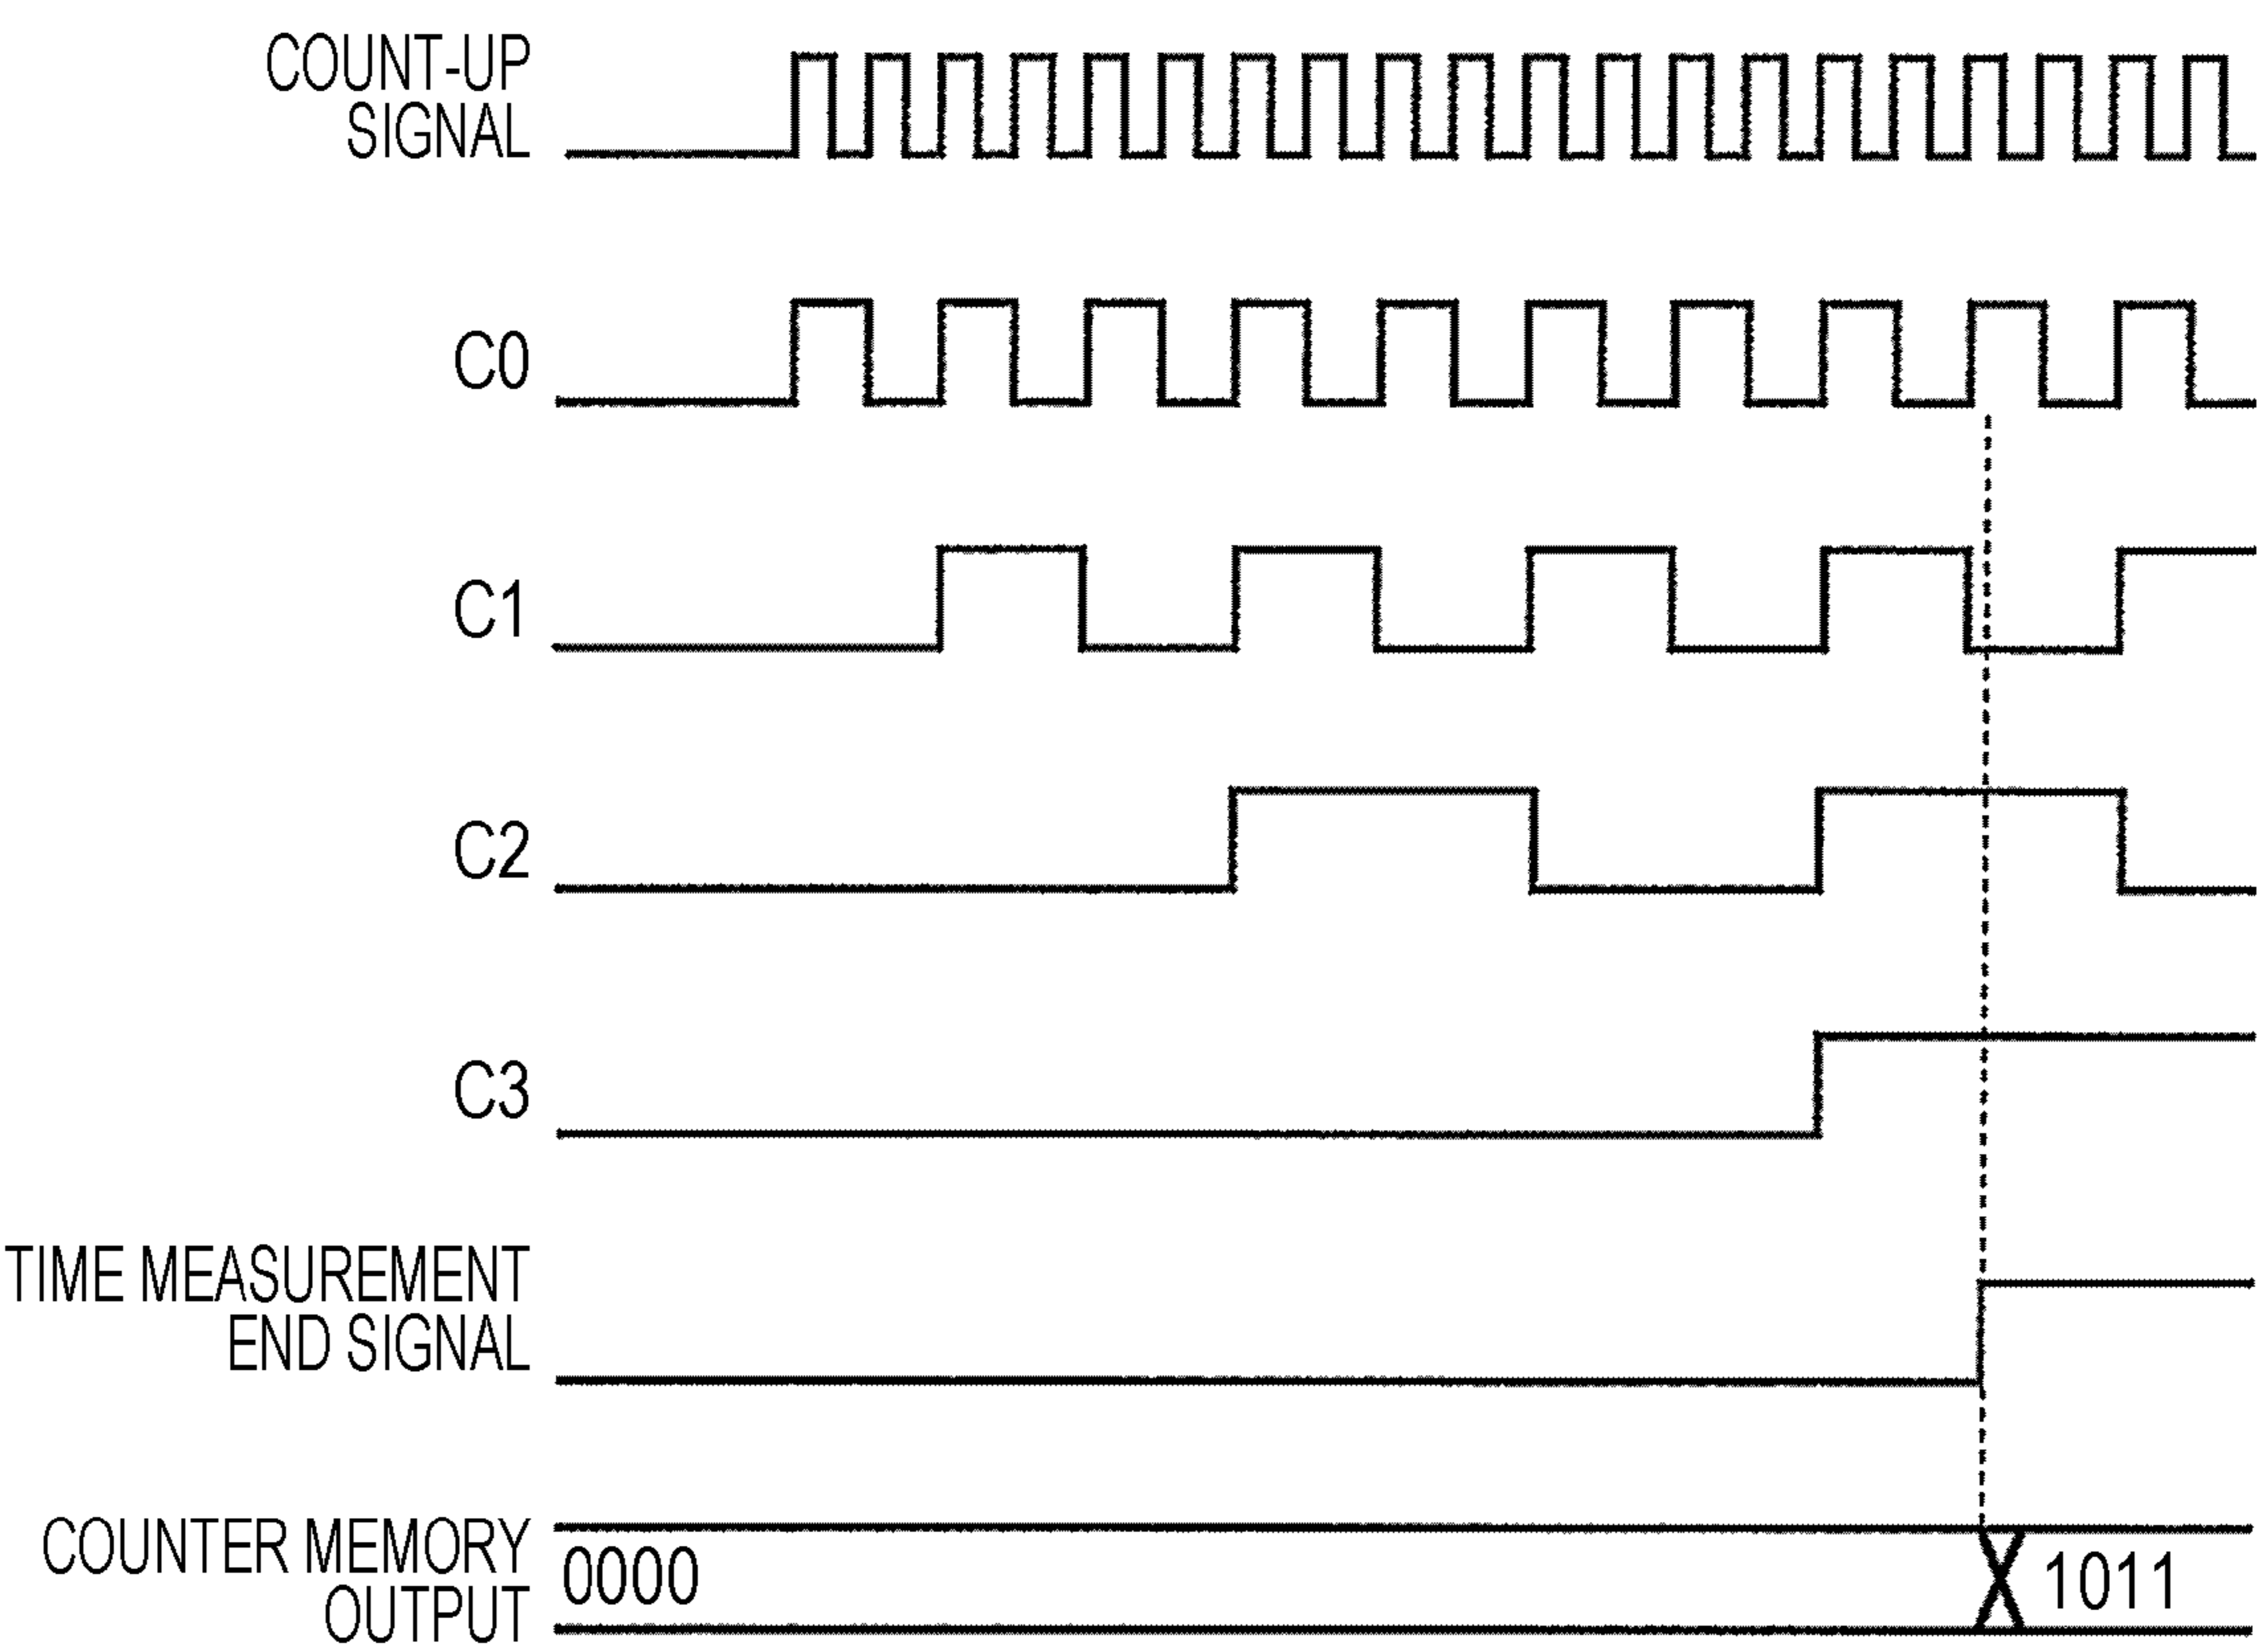 COUNT-UP
SIGNAL
C0
C1
C2
C3
TIME MEASUREMENT
END SIGNAL
COUNTER MEMORY
OUTPUT
0000
1011